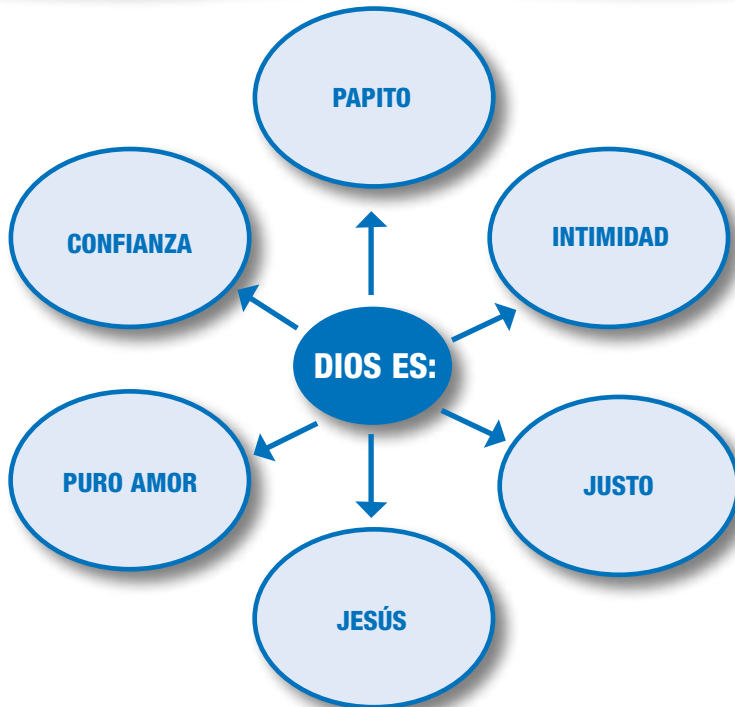 PAPITO
CONFIANZA
INTIMIDAD
DIOS ES:
PURO AMOR
JUSTO
JESÚS